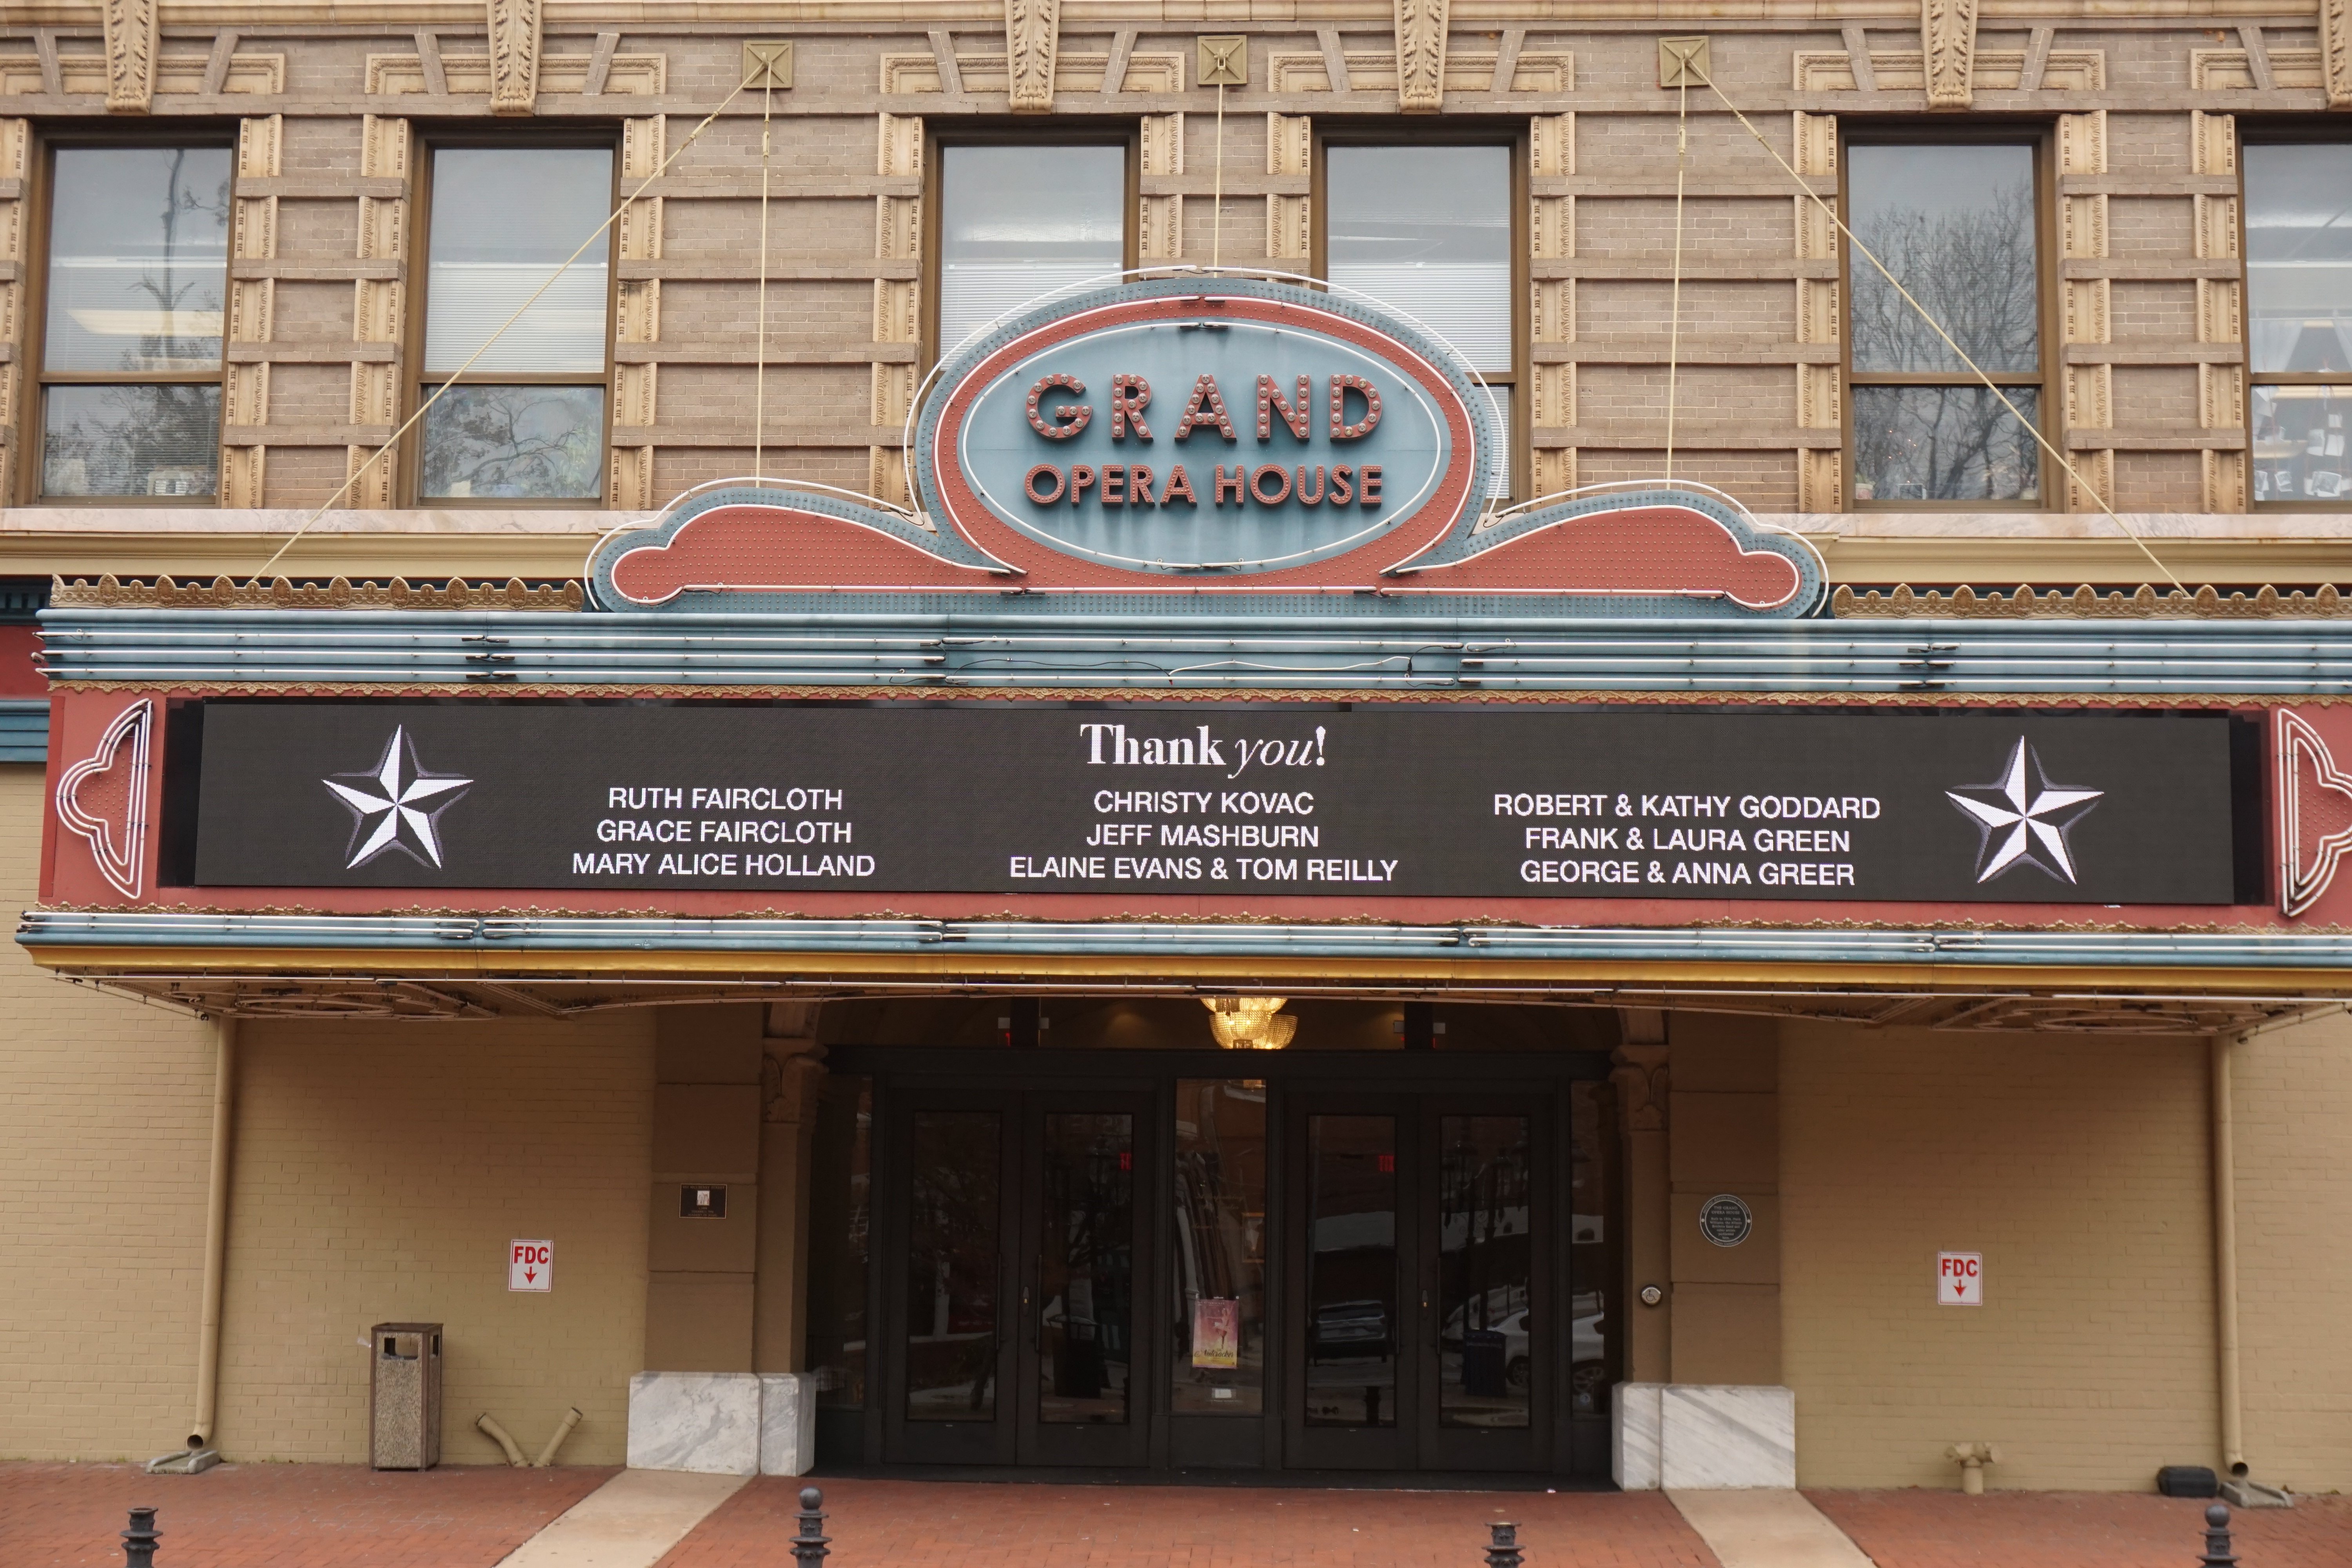 GRAND
OPERA HOUSE
Thank you!
RUTH FAIRCLOTH
GRACE FAIRCLOTH
MARY ALICE HOLLAND
CHRISTY KOVAC
JEFF MASHBURN
ELAINE EVANS & TOM REILLY
ROBERT & KATHY GODDARD
FRANK & LAURA GREEN
GEORGE & ANNA GREER
FDC
FDC